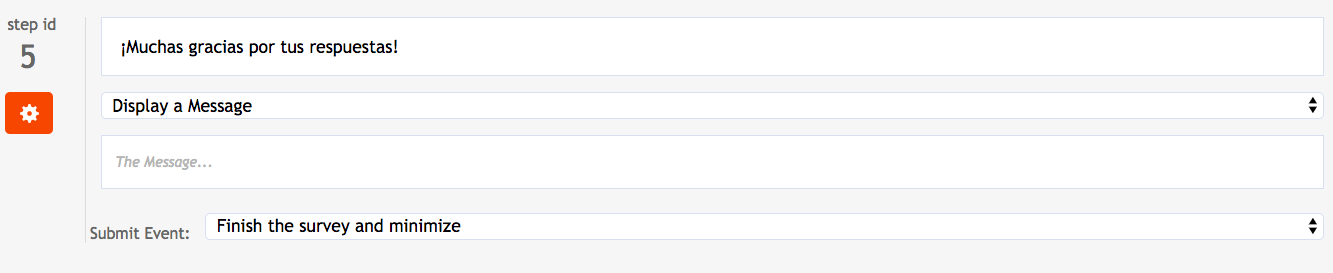 step id
5
¡Muchas gracias por tus respuestas!
Display a Message
The Message...
Submit Event:
Finish the survey and minimize